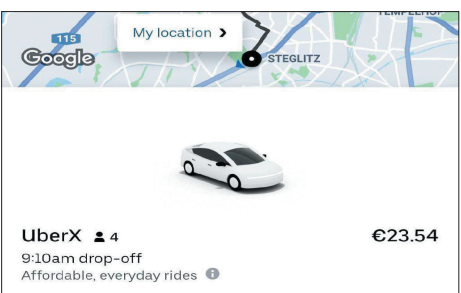 TEMPELHOF
115
My location >
Google
STEGLITZ
UberX 4
€23.54
9:10am drop-off
Affordable, everyday rides